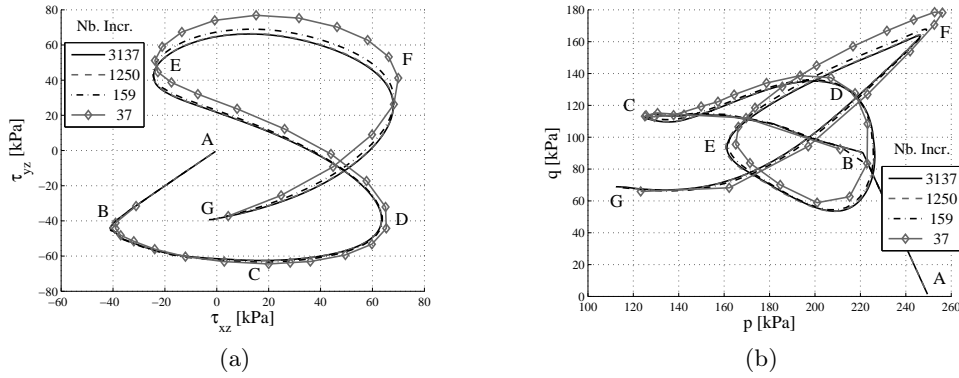 Nb. Incr.
3137
1250
159
37
E
F
A
B
G
D
C
80
60
40
20
0
−20
−40
−60
−80
−60
−40
−20
0
20
40
60
80
τyz [kPa]
τxz [kPa]
(a)
180
160
140
120
100
80
60
40
20
0
100
120
140
160
180
200
220
240
260
q [kPa]
p [kPa]
F
C
D
E
B
G
A
Nb. Incr.
3137
1250
159
37
(b)